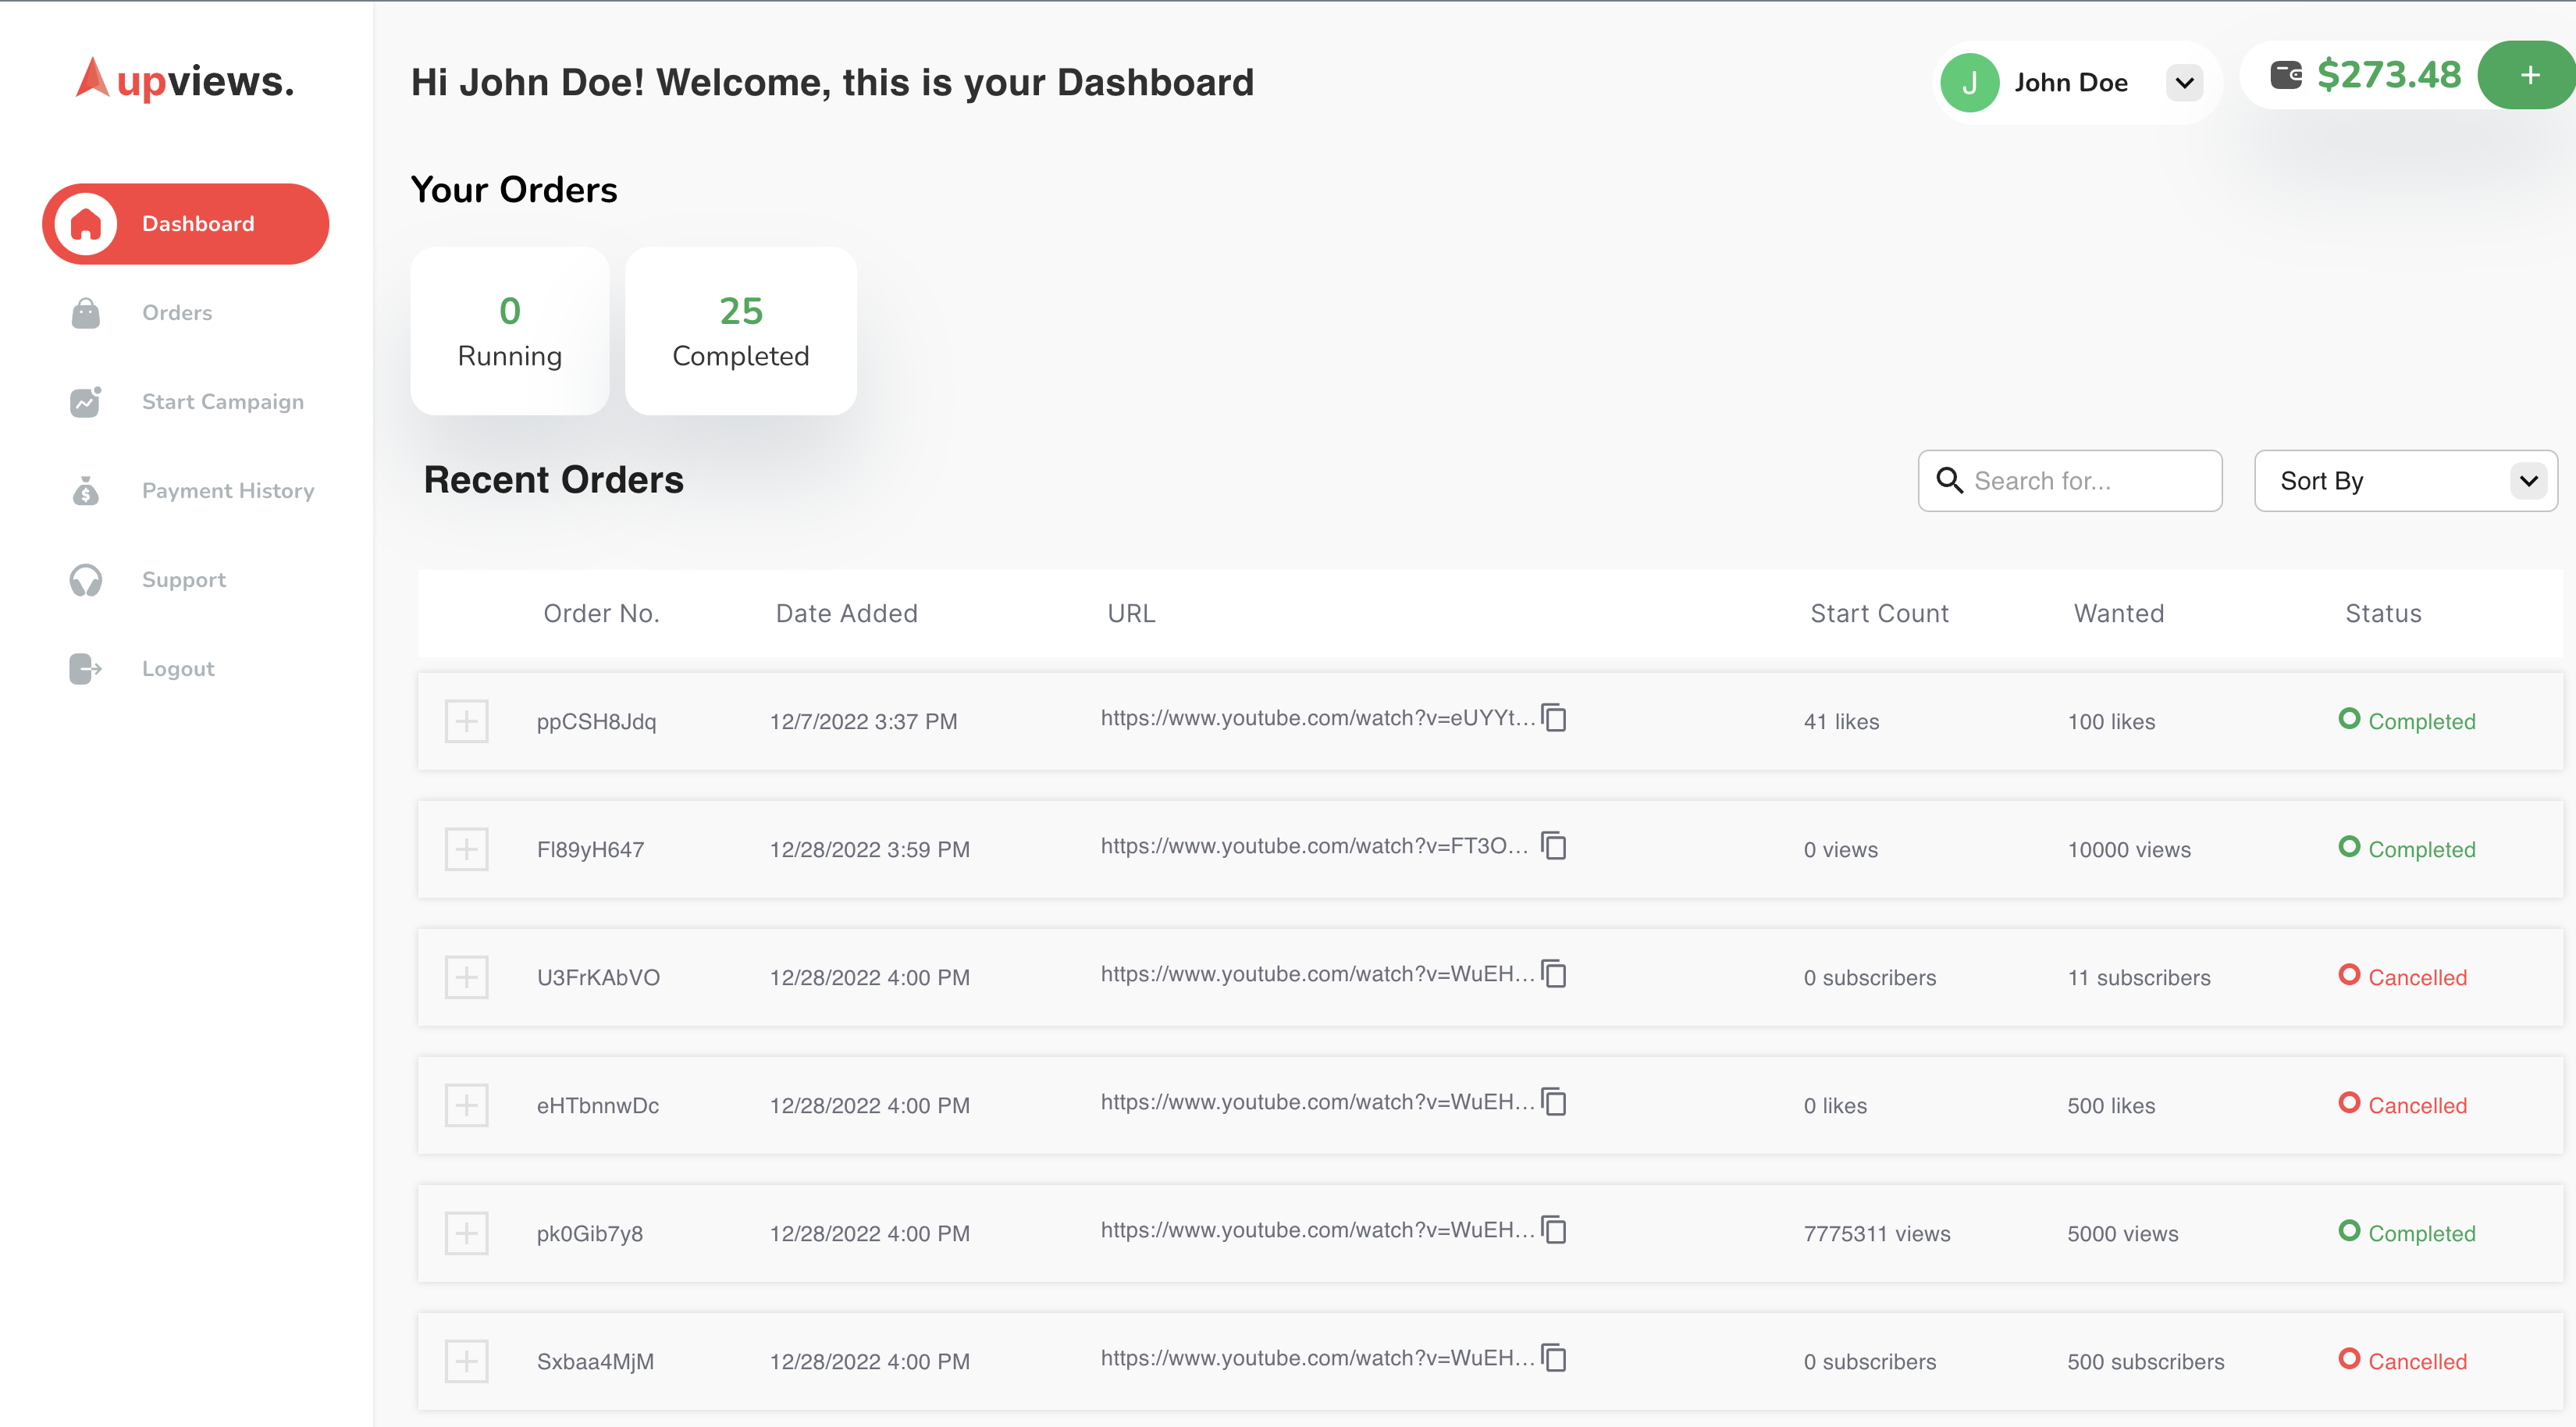 upviews.
Hi John Doe! Welcome, this is your Dashboard
J John Doe
$273.48 +
Dashboard
Orders
Start Campaign
Payment History
Support
Logout
Your Orders
0
Running
25
Completed
Recent Orders
Search for...
Sort By
Order No. Date Added URL Start Count Wanted Status
ppCSH8Jdq 12/7/2022 3:37 PM https://www.youtube.com/watch?v=eUYYt... 41 likes 100 likes Completed
Fl89yH647 12/28/2022 3:59 PM https://www.youtube.com/watch?v=FT3O... 0 views 10000 views Completed
U3FrKAbVO 12/28/2022 4:00 PM https://www.youtube.com/watch?v=WuEH... 0 subscribers 11 subscribers Cancelled
eHTbnnwDc 12/28/2022 4:00 PM https://www.youtube.com/watch?v=WuEH... 0 likes 500 likes Cancelled
pk0Gib7y8 12/28/2022 4:00 PM https://www.youtube.com/watch?v=WuEH... 7775311 views 5000 views Completed
Sxbaa4MjM 12/28/2022 4:00 PM https://www.youtube.com/watch?v=WuEH... 0 subscribers 500 subscribers Cancelled